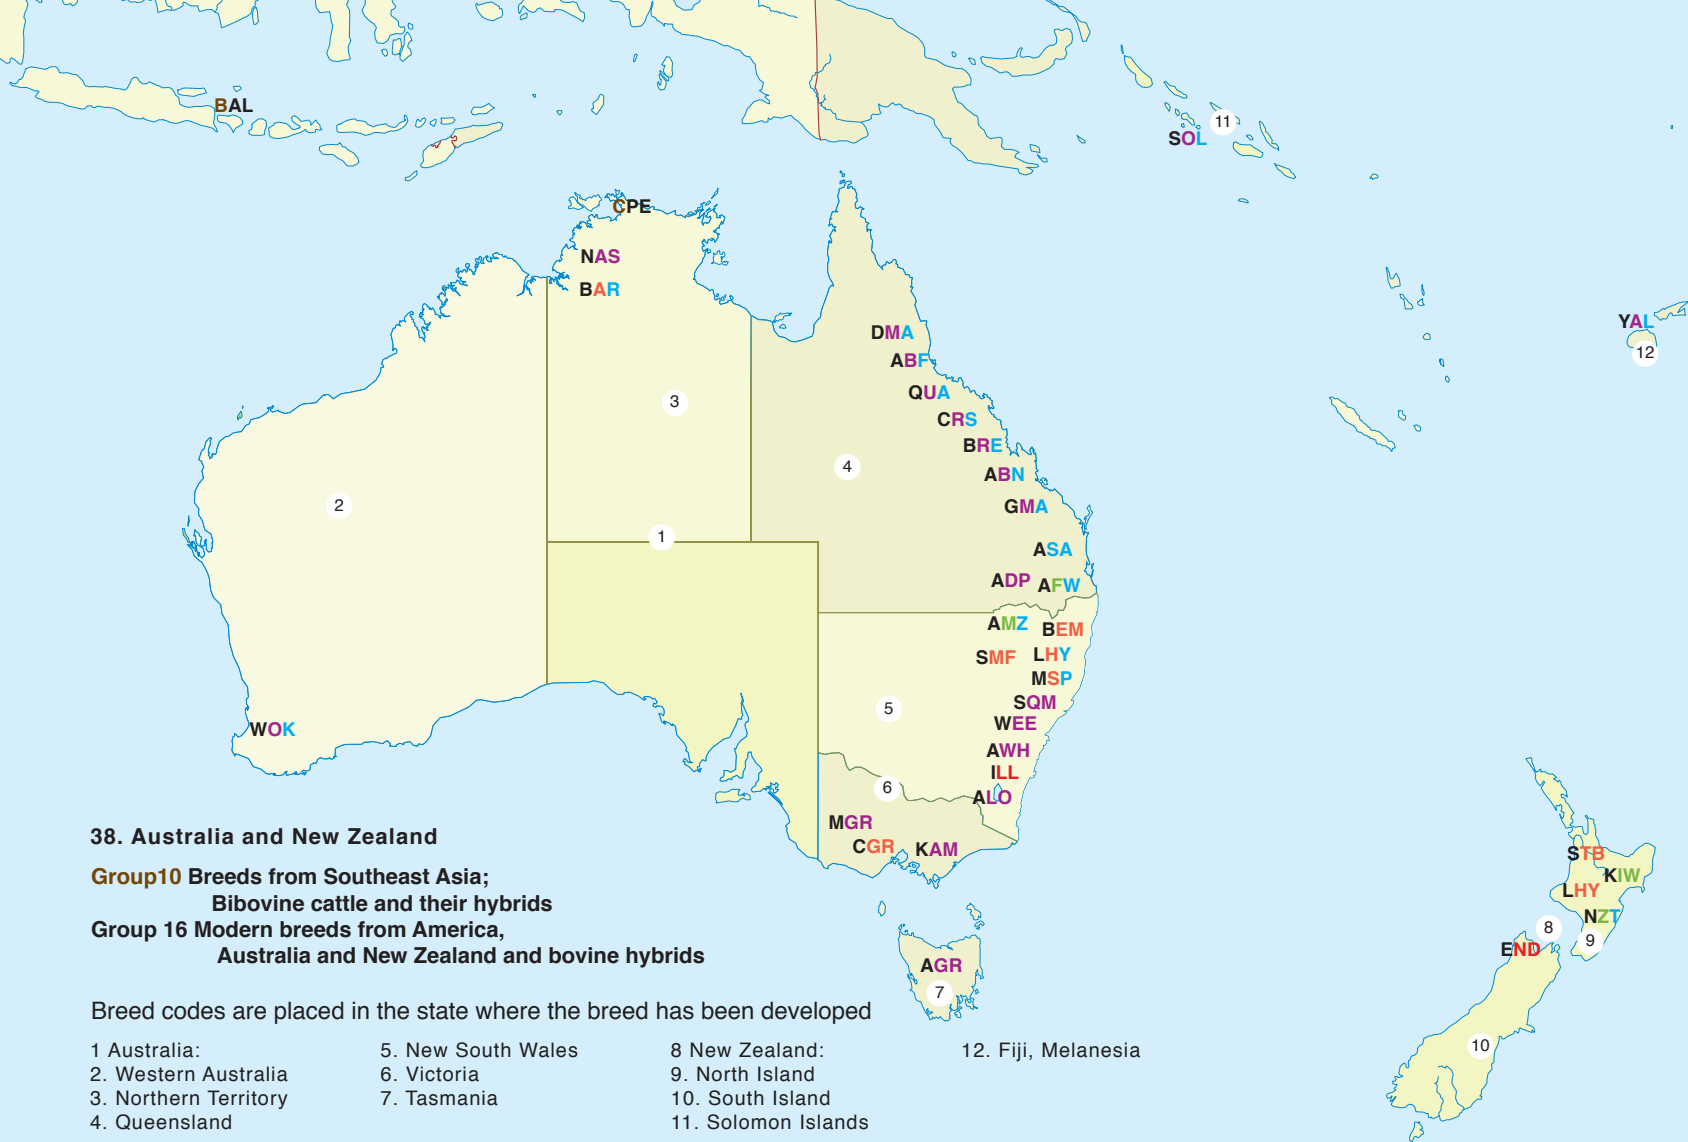 BAL
11
SOL
CPE
NAS
BAR
YAL
DMA
12
ABF
QUA
3
CRS
BRE
4
ABN
2
GMA
1
ASA
ADP
AFW
AMZ
BEM
SMF
LHY
MSP
SQM
5
WEE
WOK
AWH
ILL
6
ALO
MGR
CGR
KAM
STB
KIW
LHY
NZT
8
9
END
AGR
7
10
38. Australia and New Zealand
Group10 Breeds from Southeast Asia;
Bibovine cattle and their hybrids
Group 16 Modern breeds from America,
Australia and New Zealand and bovine hybrids
Breed codes are placed in the state where the breed has been developed
1 Australia:
2. Western Australia
3. Northern Territory
4. Queensland
5. New South Wales
6. Victoria
7. Tasmania
8 New Zealand:
9. North Island
10. South Island
11. Solomon Islands
12. Fiji, Melanesia